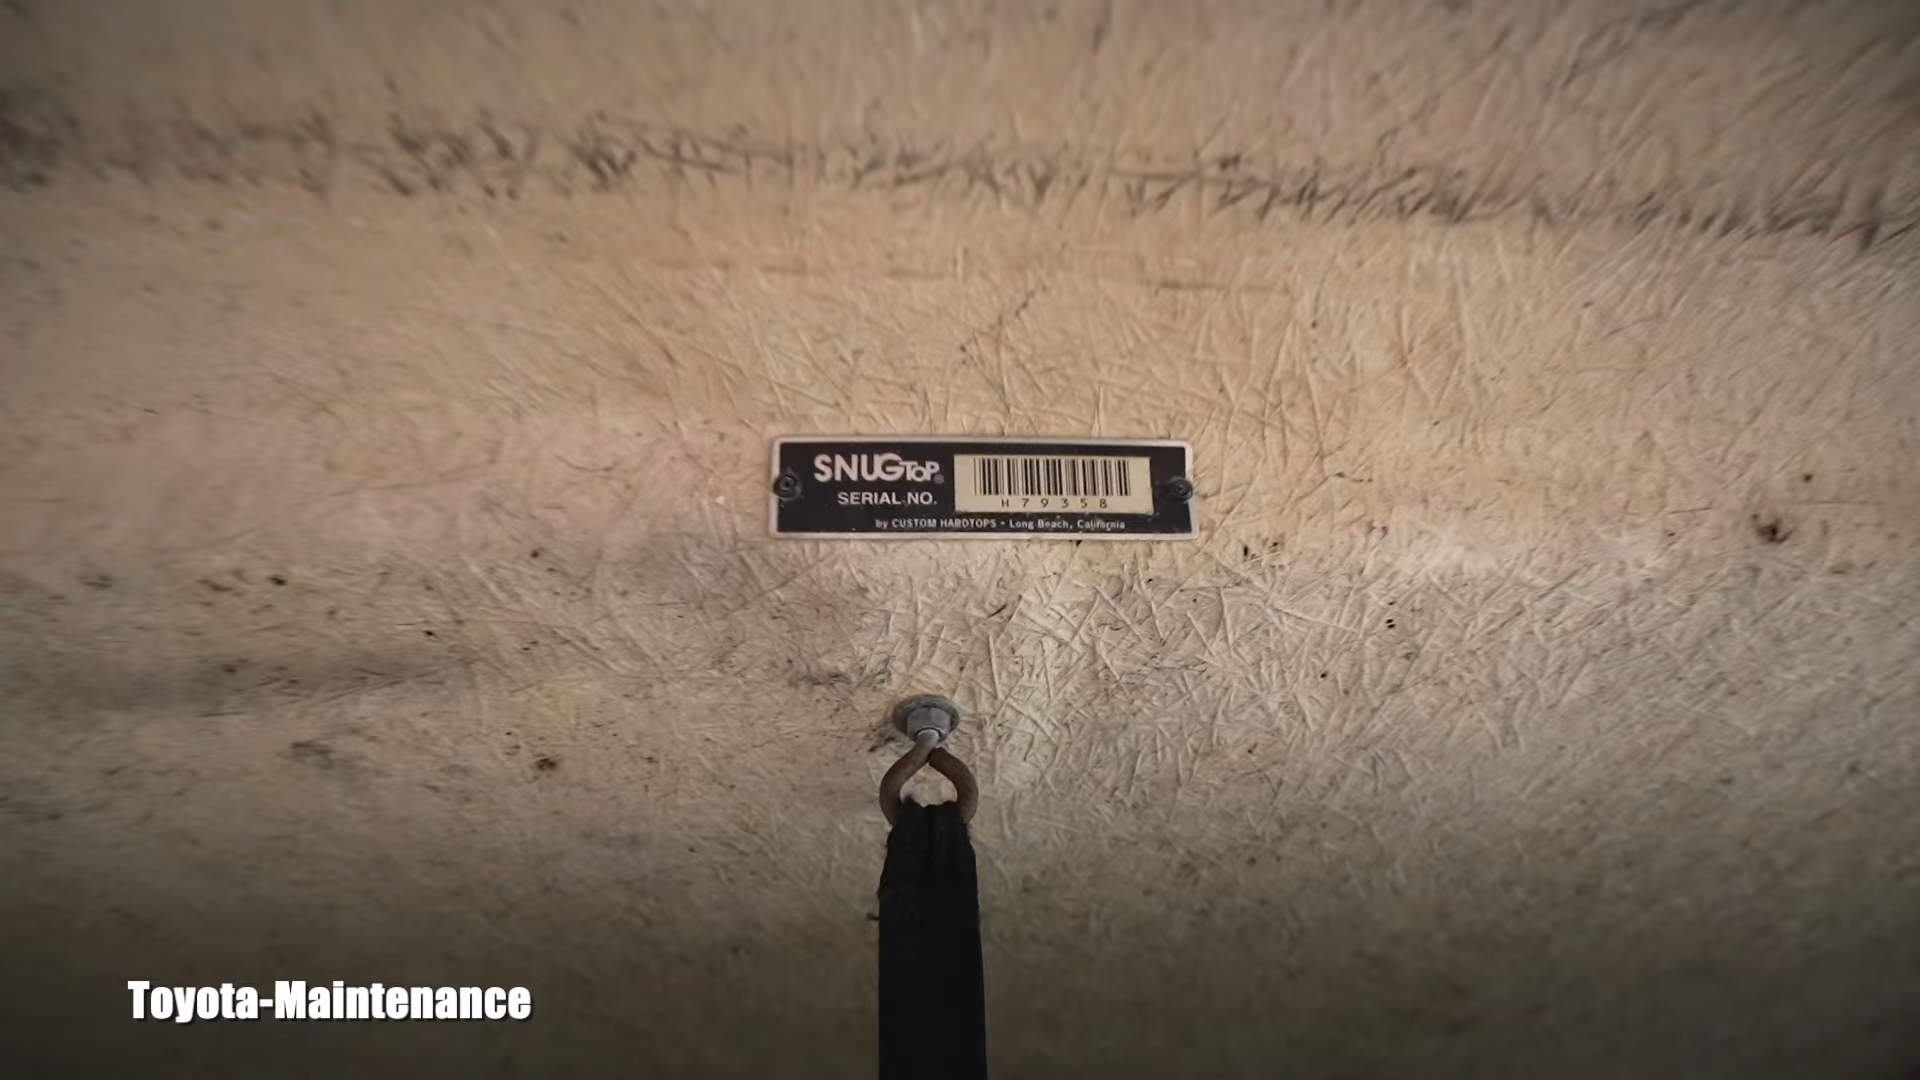 SNUGTOP®
SERIAL NO.
H79358
by CUSTOM HARDTOPS • Long Beach, California
Toyota-Maintenance